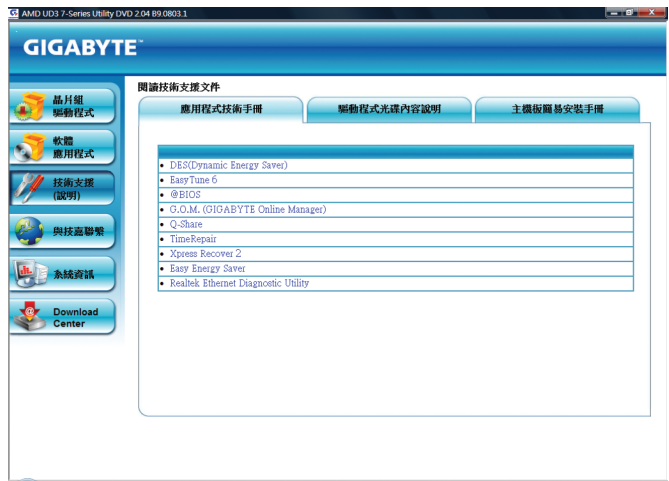 AMD UD3 7-Series Utility DVD 2.04 B9.0803.1
GIGABYTE™
閱讀技術支援文件
應用程式技術手冊
驅動程式光碟內容說明
主機板簡易安裝手冊
晶片組
驅動程式
軟體
應用程式
技術支援
(說明)
與技嘉聯繫
系統資訊
Download
Center
• DES(Dynamic Energy Saver)
• EasyTune 6
• @BIOS
• G.O.M. (GIGABYTE Online Manager)
• Q-Share
• TimeRepair
• Xpress Recover 2
• Easy Energy Saver
• Realtek Ethernet Diagnostic Utility